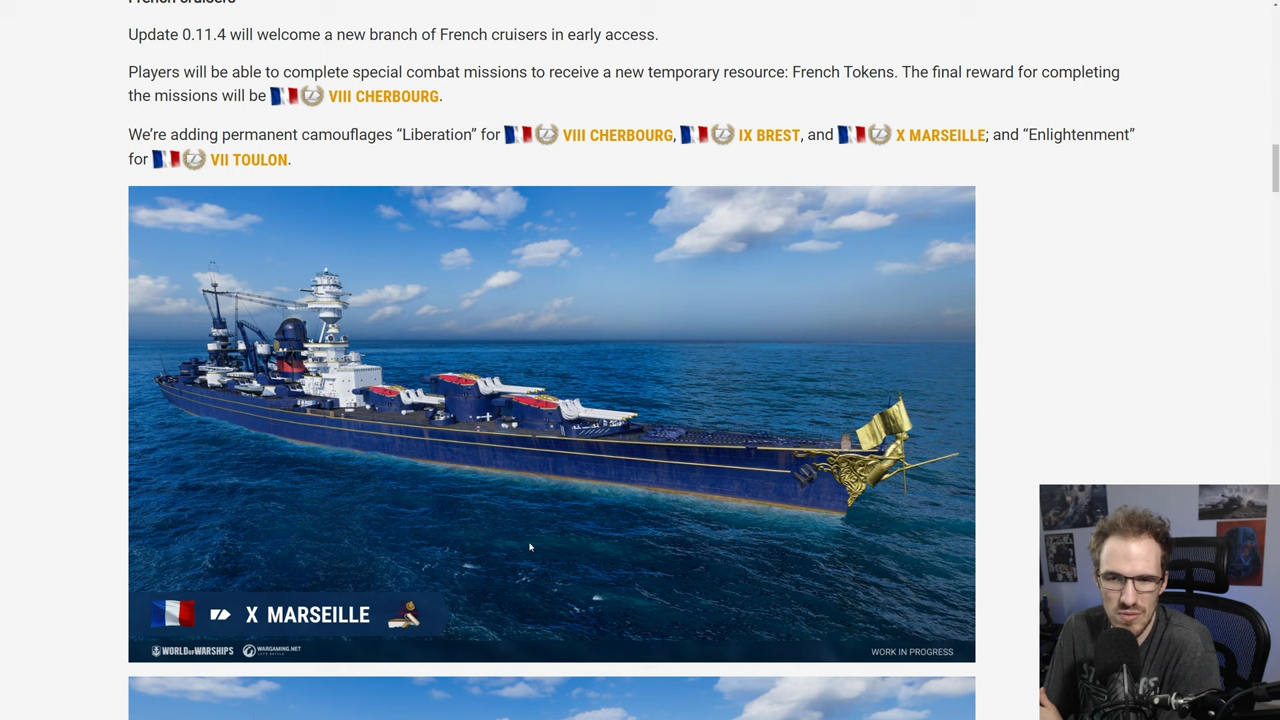 French cruisers
Update 0.11.4 will welcome a new branch of French cruisers in early access.
Players will be able to complete special combat missions to receive a new temporary resource: French Tokens. The final reward for completing
the missions will be VIII CHERBOURG.
We're adding permanent camouflages “Liberation” for VIII CHERBOURG, IX BREST, and X MARSEILLE; and “Enlightenment”
for VII TOULON.
X MARSEILLE
WORLD OF WARSHIPS WARGAMING.NET LET'S BATTLE WORK IN PROGRESS